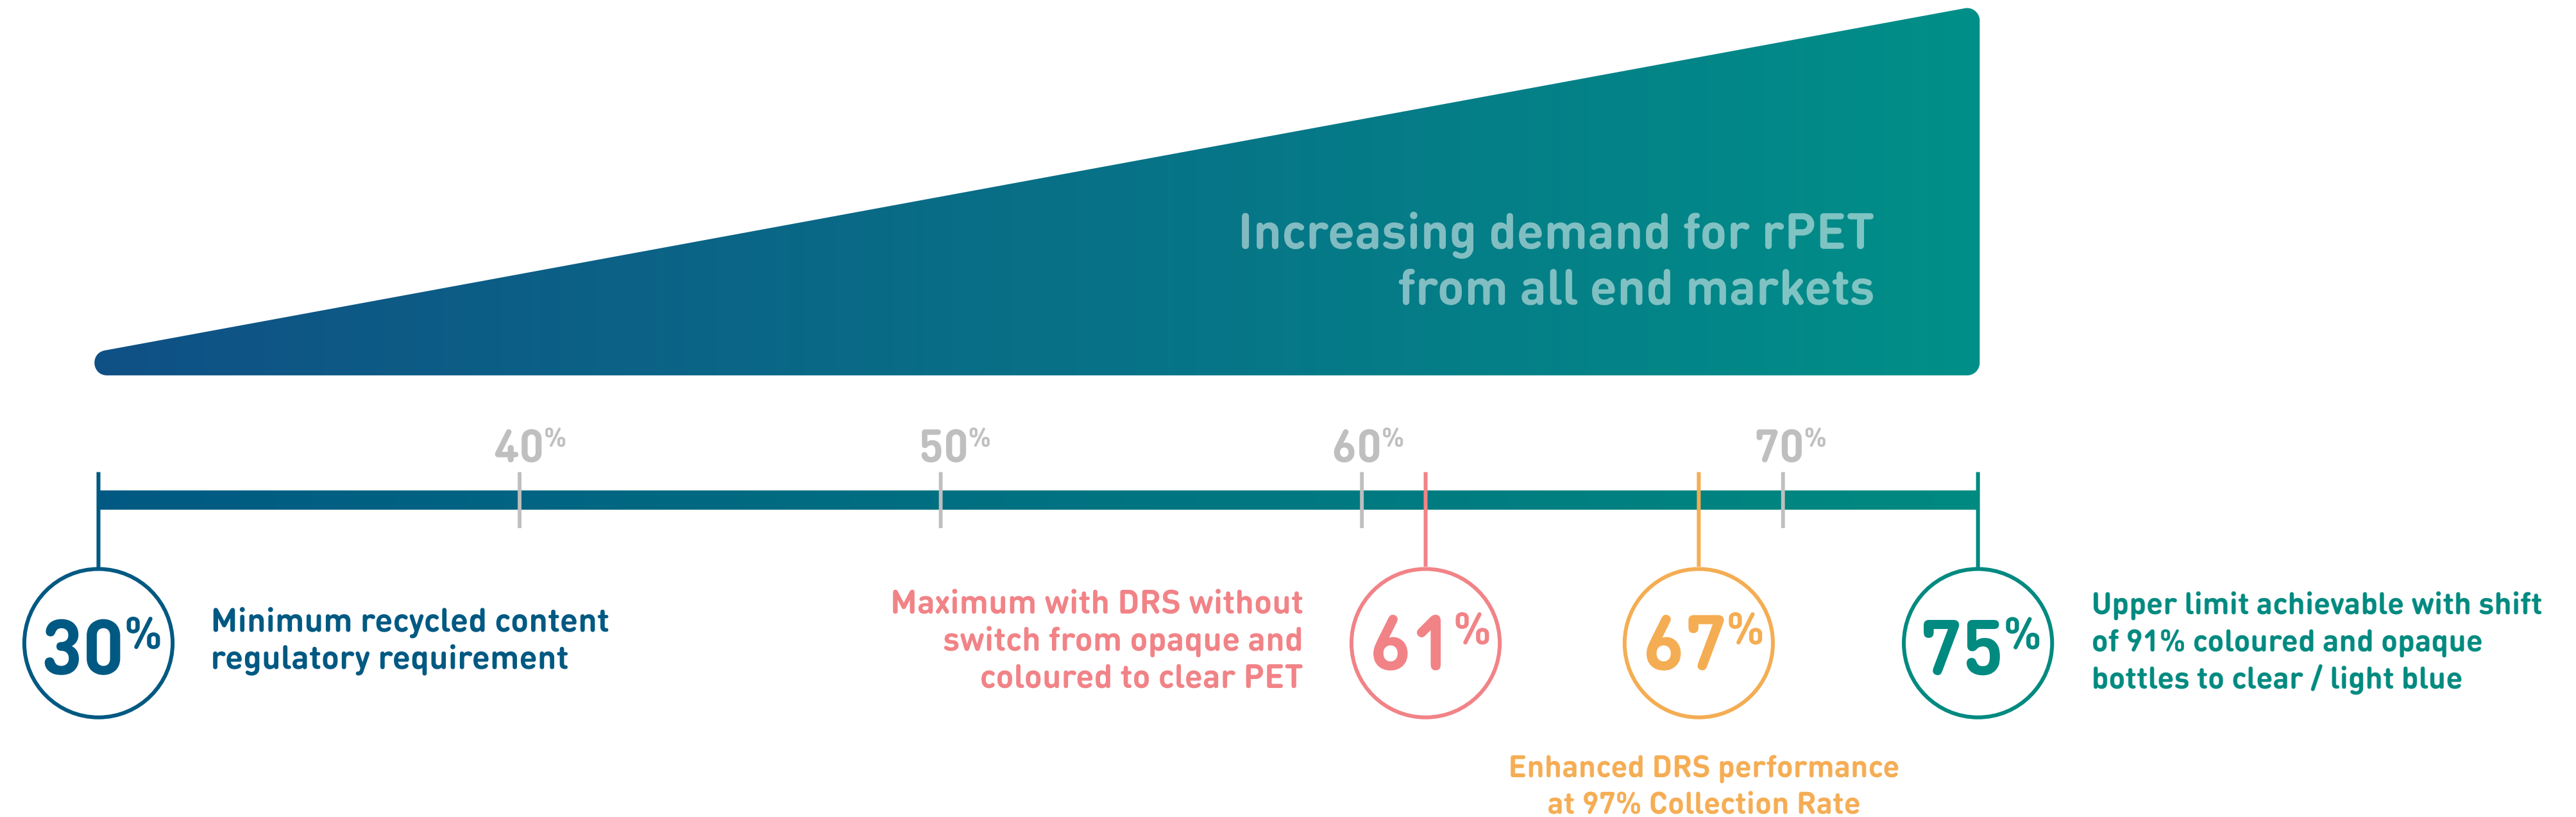 Increasing demand for rPET
from all end markets
40%
50%
60%
70%
30%
Minimum recycled content
regulatory requirement
Maximum with DRS without
switch from opaque and
coloured to clear PET
61%
67%
Enhanced DRS performance
at 97% Collection Rate
75%
Upper limit achievable with shift
of 91% coloured and opaque
bottles to clear / light blue